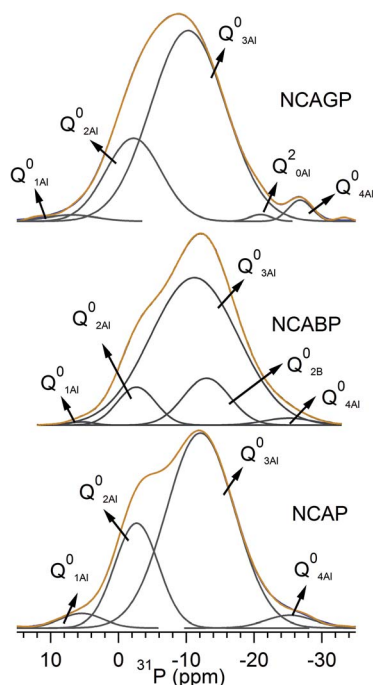 Q⁰₃Al
NCAGP
Q⁰₂Al
Q⁰₁Al
Q²₀Al
Q⁰₄Al
NCABP
Q⁰₃Al
Q⁰₂Al
Q⁰₂B
Q⁰₁Al
Q⁰₄Al
NCAP
Q⁰₃Al
Q⁰₂Al
Q⁰₁Al
Q⁰₄Al
10 0 -10 -20 -30
³¹P (ppm)